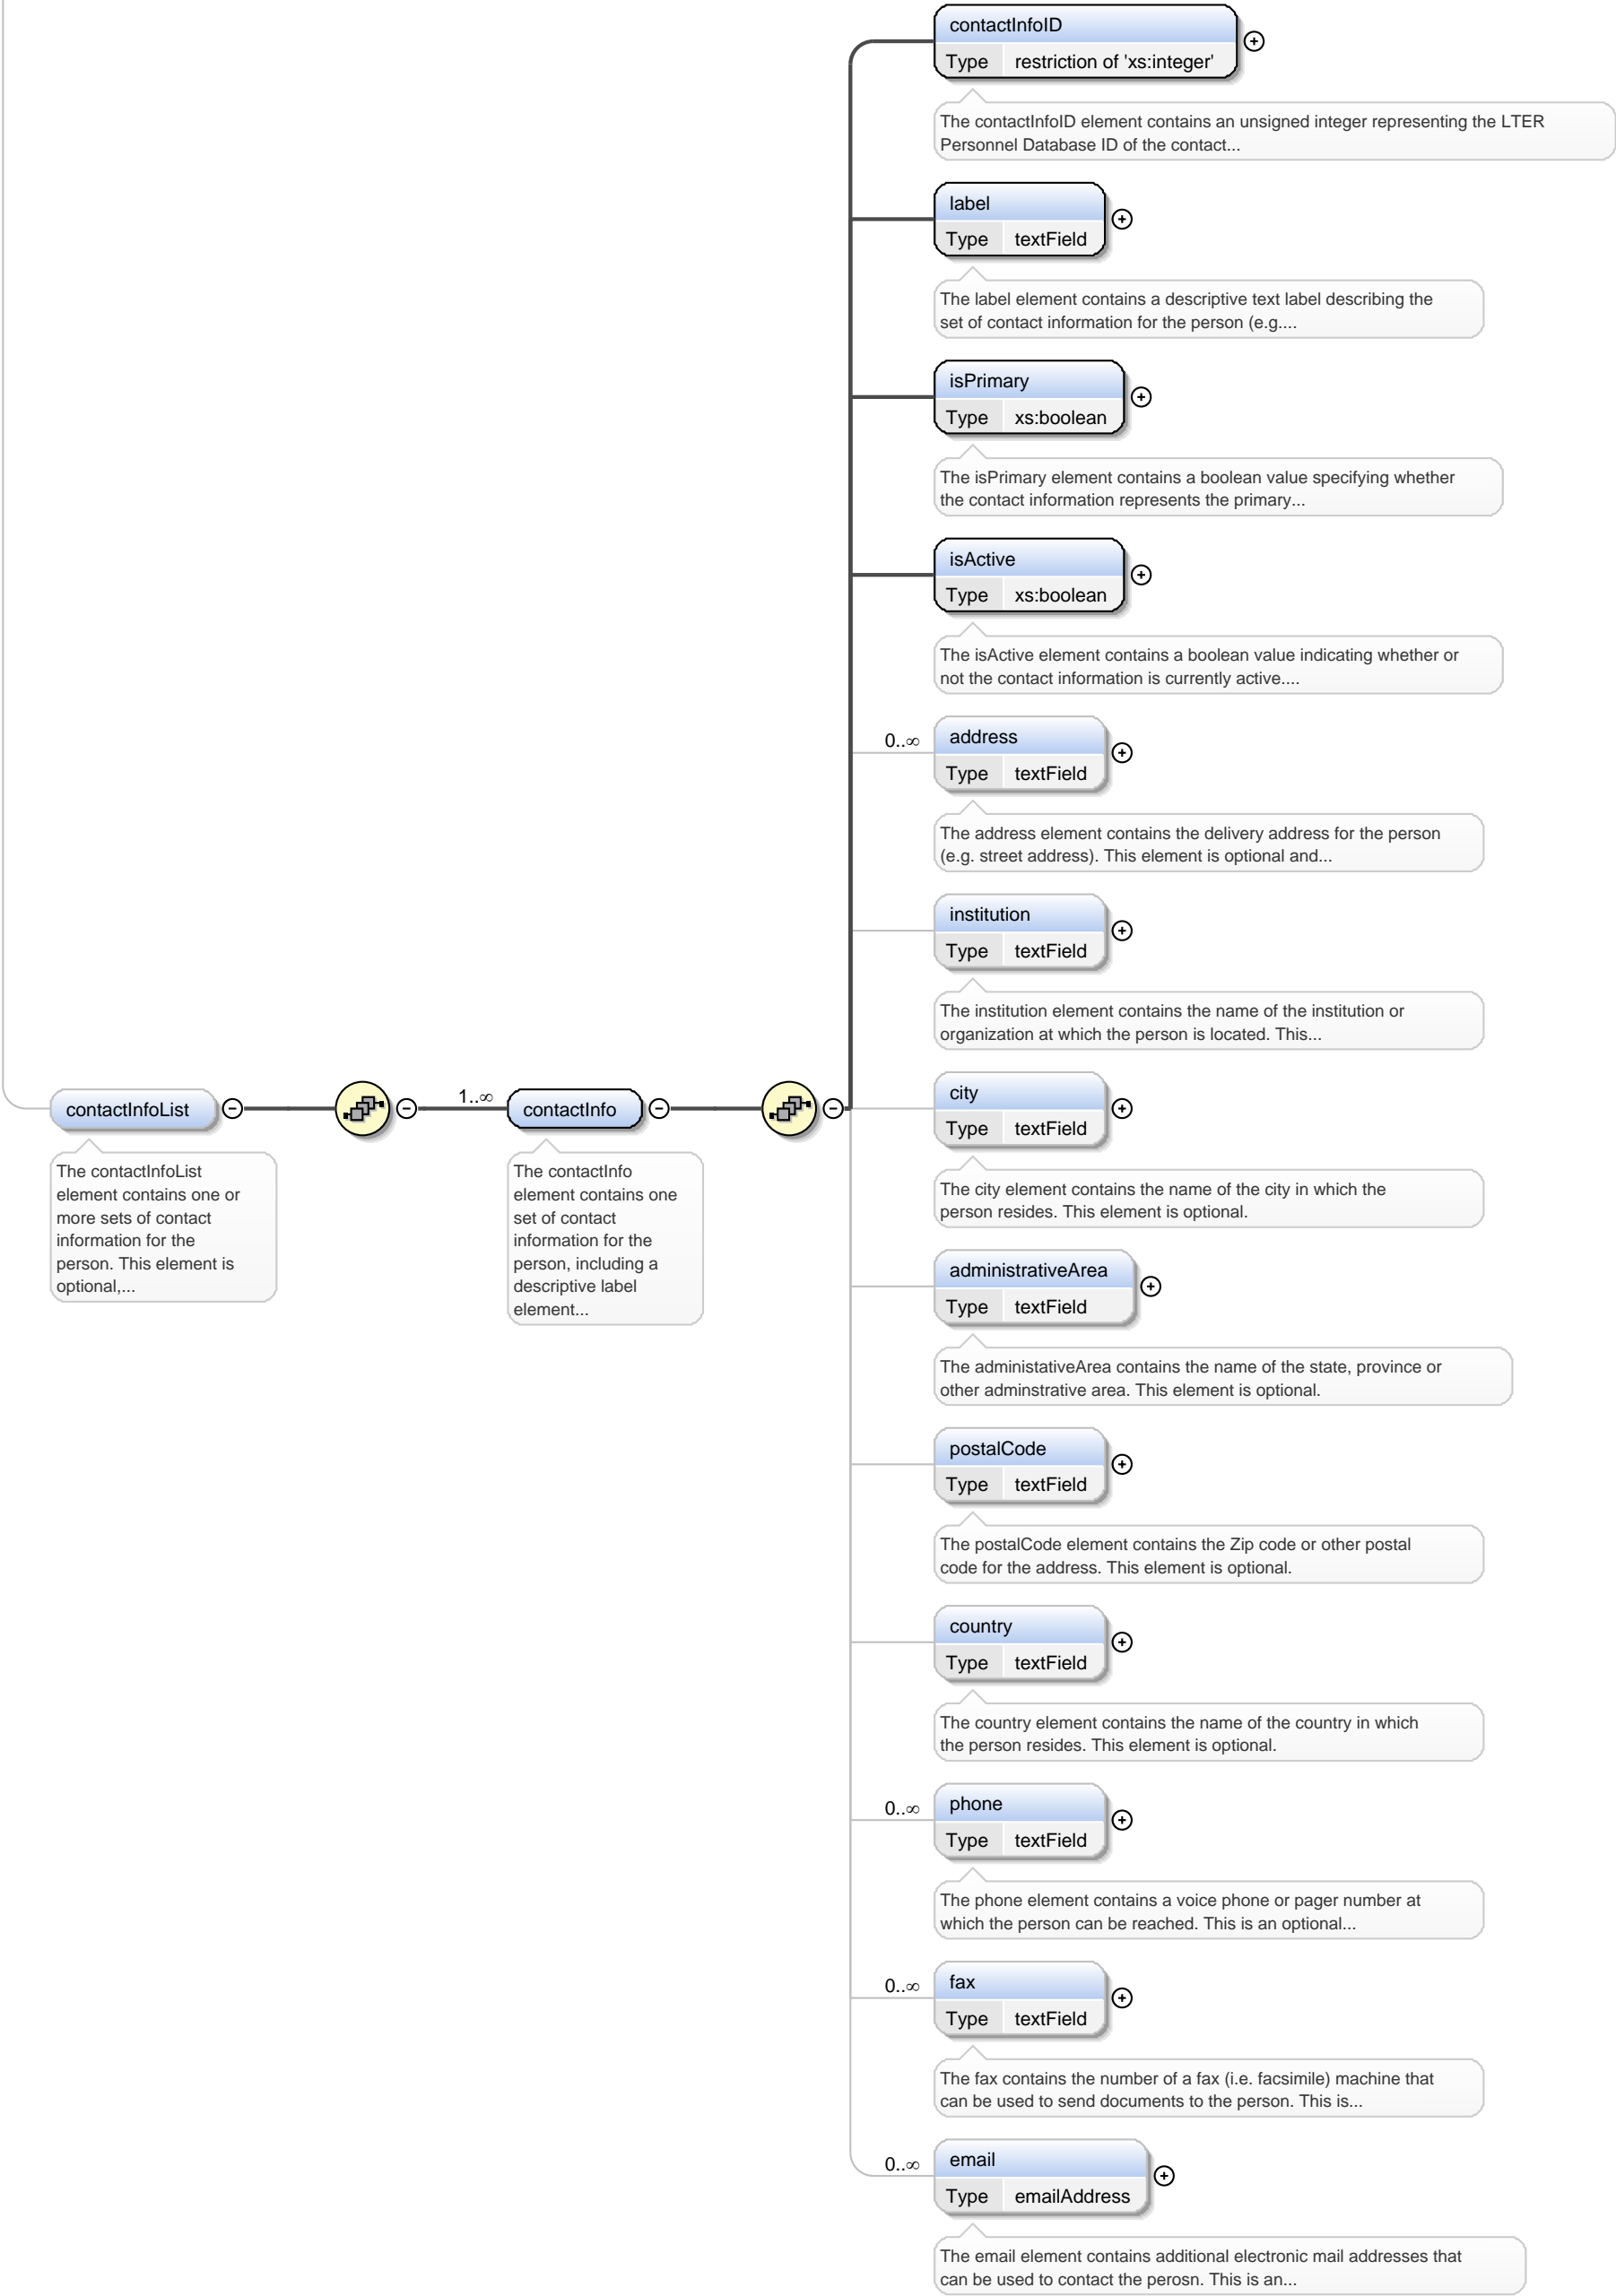 contactInfoID
Type restriction of 'xs:integer'
The contactInfoID element contains an unsigned integer representing the LTER
Personnel Database ID of the contact...
label
Type textField
The label element contains a descriptive text label describing the
set of contact information for the person (e.g....
isPrimary
Type xs:boolean
The isPrimary element contains a boolean value specifying whether
the contact information represents the primary...
isActive
Type xs:boolean
The isActive element contains a boolean value indicating whether or
not the contact information is currently active....
0..∞
address
Type textField
The address element contains the delivery address for the person
(e.g. street address). This element is optional and...
institution
Type textField
The institution element contains the name of the institution or
organization at which the person is located. This...
contactInfoList
The contactInfoList
element contains one or
more sets of contact
information for the
person. This element is
optional,...
1..∞
contactInfo
The contactInfo
element contains one
set of contact
information for the
person, including a
descriptive label
element...
city
Type textField
The city element contains the name of the city in which the
person resides. This element is optional.
administrativeArea
Type textField
The administativeArea contains the name of the state, province or
other adminstrative area. This element is optional.
postalCode
Type textField
The postalCode element contains the Zip code or other postal
code for the address. This element is optional.
country
Type textField
The country element contains the name of the country in which
the person resides. This element is optional.
0..∞
phone
Type textField
The phone element contains a voice phone or pager number at
which the person can be reached. This is an optional...
0..∞
fax
Type textField
The fax contains the number of a fax (i.e. facsimile) machine that
can be used to send documents to the person. This is...
0..∞
email
Type emailAddress
The email element contains additional electronic mail addresses that
can be used to contact the perosn. This is an...